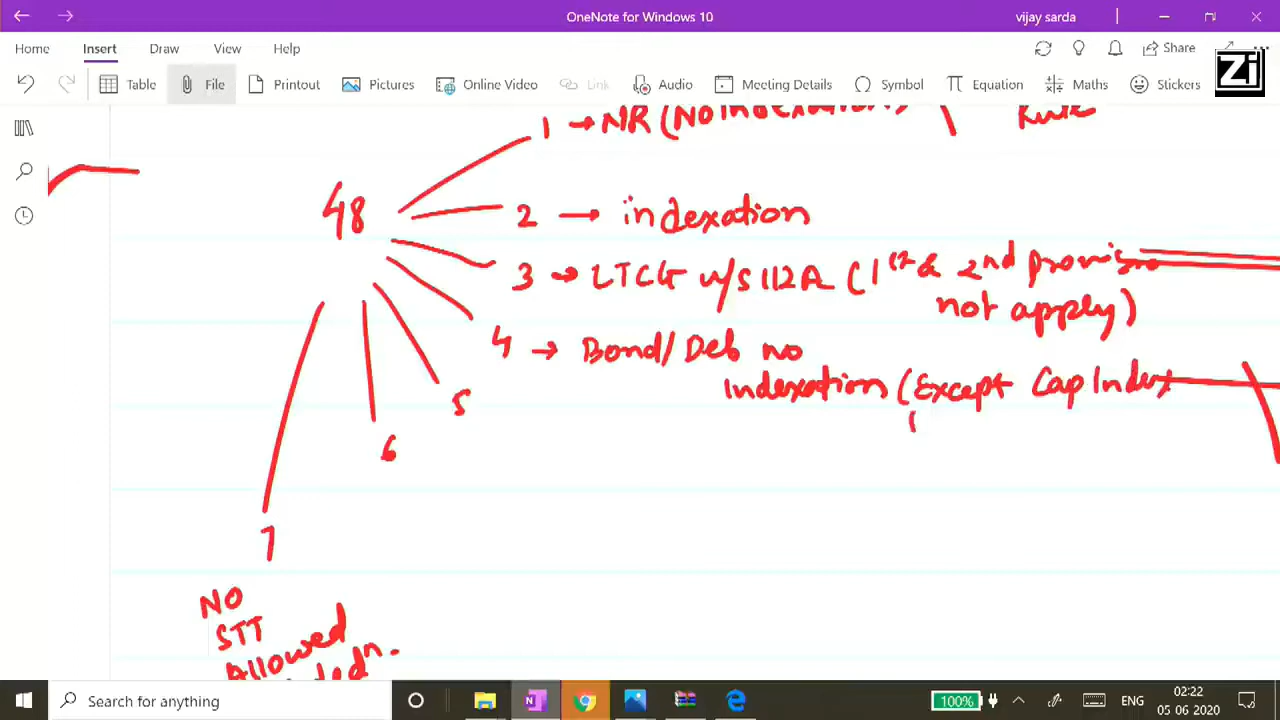 OneNote for Windows 10
vijay sarda
Home Insert Draw View Help
Share
Zi
Table File Printout Pictures Online Video Link Audio Meeting Details Symbol Equation Maths Stickers
1 → NR (No Indexation)
48
2 → indexation
3 → LTCG u/s 112A (1st & 2nd proviso
not apply)
4 → Bond/Deb no
Indexation (Except Cap Index
5
6
7
NO
STT
Allowed
Search for anything
100%
ENG
02:22
05-06-2020